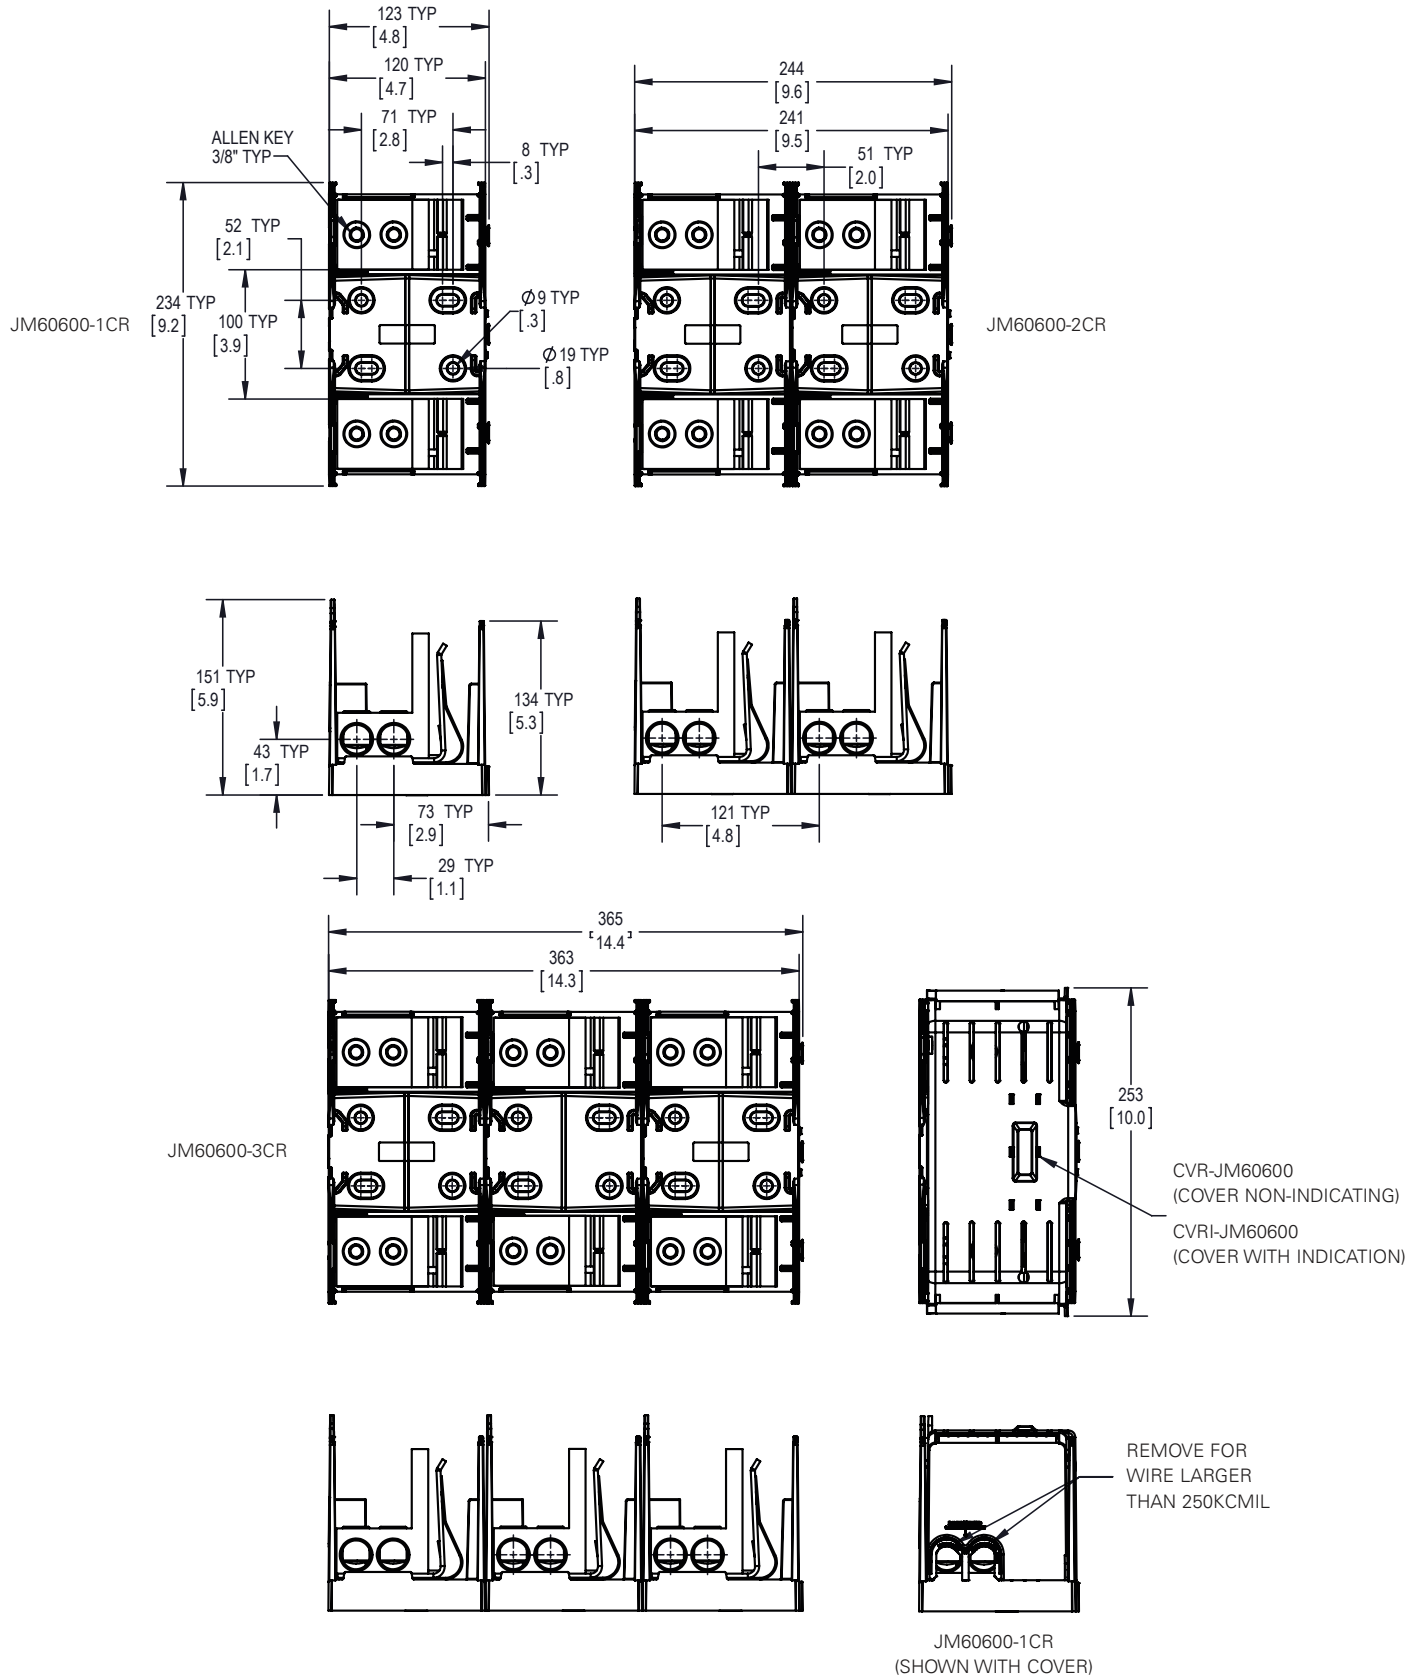 123 TYP
[4.8]
120 TYP
[4.7]
71 TYP
[2.8]
ALLEN KEY
3/8" TYP
8 TYP
[.3]
52 TYP
[2.1]
234 TYP
[9.2]
100 TYP
[3.9]
JM60600-1CR
Ø9 TYP
[.3]
Ø19 TYP
[.8]
244
[9.6]
241
[9.5]
51 TYP
[2.0]
JM60600-2CR
151 TYP
[5.9]
43 TYP
[1.7]
134 TYP
[5.3]
73 TYP
[2.9]
29 TYP
[1.1]
121 TYP
[4.8]
365
[14.4]
363
[14.3]
JM60600-3CR
253
[10.0]
CVR-JM60600
(COVER NON-INDICATING)
CVRI-JM60600
(COVER WITH INDICATION)
REMOVE FOR
WIRE LARGER
THAN 250KCMIL
JM60600-1CR
(SHOWN WITH COVER)